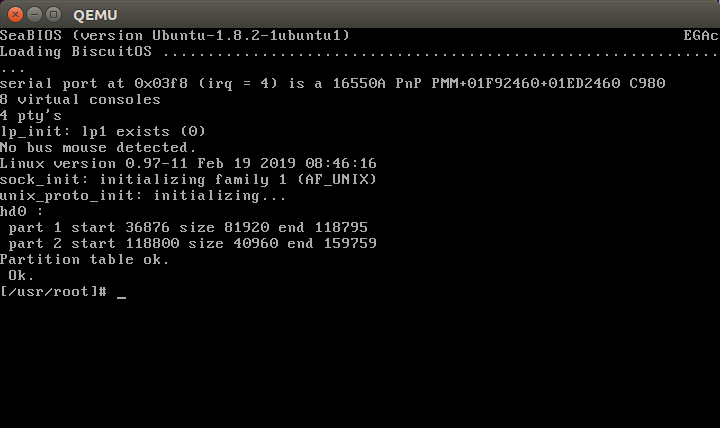 QEMU
SeaBIOS (version Ubuntu-1.8.2-1ubuntu1) EGAc
Loading BiscuitOS ..............................................................
...
serial port at 0x03f8 (irq = 4) is a 16550A PnP PMM+01F92460+01ED2460 C980
8 virtual consoles
4 pty's
lp_init: lp1 exists (0)
No bus mouse detected.
Linux version 0.97-11 Feb 19 2019 08:46:16
sock_init: initializing family 1 (AF_UNIX)
unix_proto_init: initializing...
hd0 :
part 1 start 36876 size 81920 end 118795
part 2 start 118800 size 40960 end 159759
Partition table ok.
Ok.
[/usr/root]# _